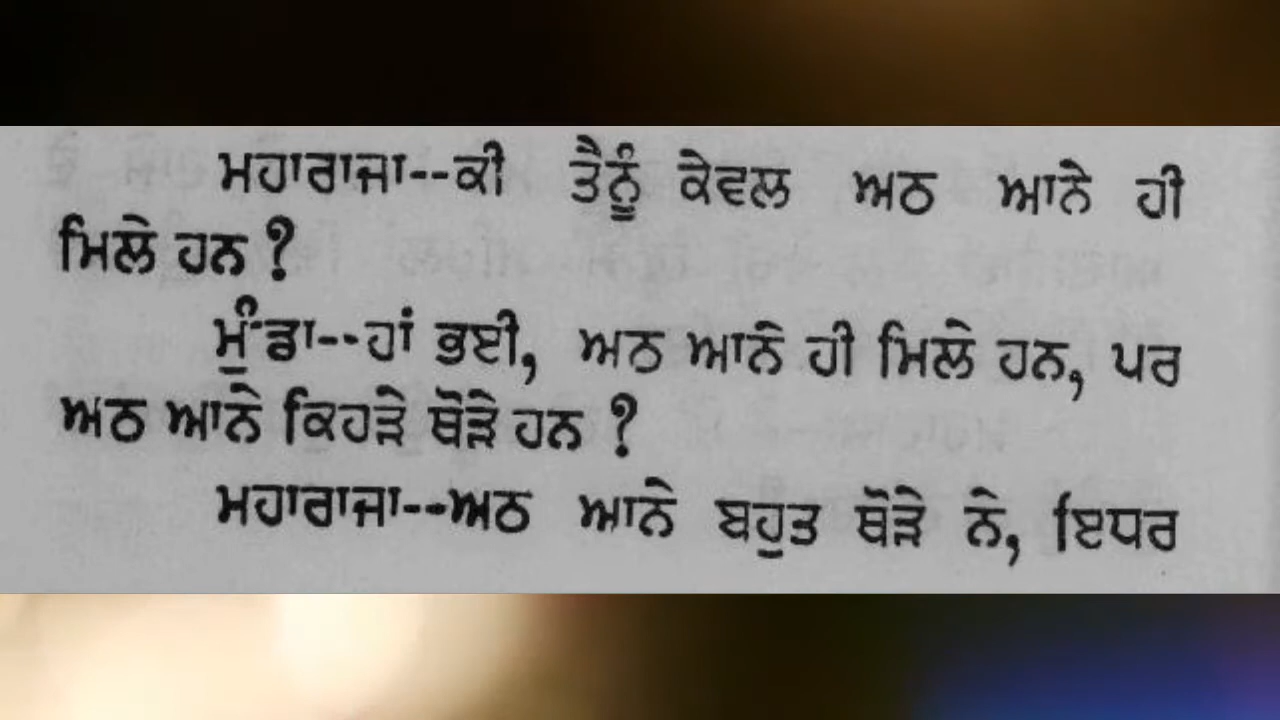 ਮਹਾਰਾਜਾ--ਕੀ ਤੈਨੂੰ ਕੇਵਲ ਅਠ ਆਨੇ ਹੀ
ਮਿਲੇ ਹਨ ?
ਮੁੰਡਾ--ਹਾਂ ਭਈ, ਅਠ ਆਨੇ ਹੀ ਮਿਲੇ ਹਨ, ਪਰ
ਅਠ ਆਨੇ ਕਿਹੜੇ ਥੋੜੇ ਹਨ ?
ਮਹਾਰਾਜਾ--ਅਠ ਆਨੇ ਬਹੁਤ ਥੋੜੇ ਨੇ, ਇਧਰ